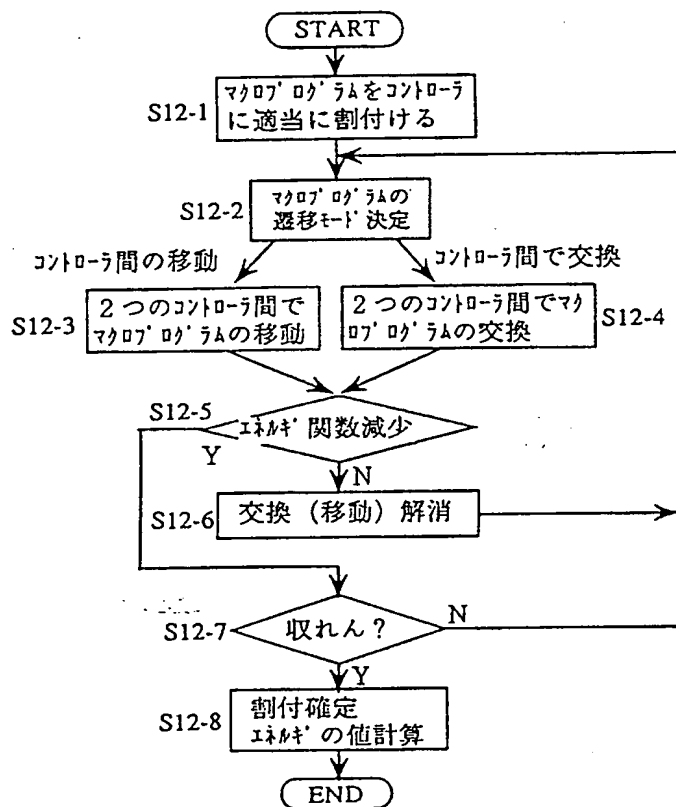 START
S12-1
ﾏｸﾛﾌﾟﾛｸﾞﾗﾑをｺﾝﾄﾛｰﾗ
に適当に割付ける
S12-2
ﾏｸﾛﾌﾟﾛｸﾞﾗﾑの
遷移ﾓｰﾄﾞ決定
ｺﾝﾄﾛｰﾗ間の移動
ｺﾝﾄﾛｰﾗ間で交換
S12-3
２つのｺﾝﾄﾛｰﾗ間で
ﾏｸﾛﾌﾟﾛｸﾞﾗﾑの移動
２つのｺﾝﾄﾛｰﾗ間でﾏｸ
ﾛﾌﾟﾛｸﾞﾗﾑの交換
S12-4
S12-5
ｴﾈﾙｷﾞ関数減少
Y
N
S12-6
交換（移動）解消
S12-7
収れん？
N
Y
S12-8
割付確定
ｴﾈﾙｷﾞの値計算
END